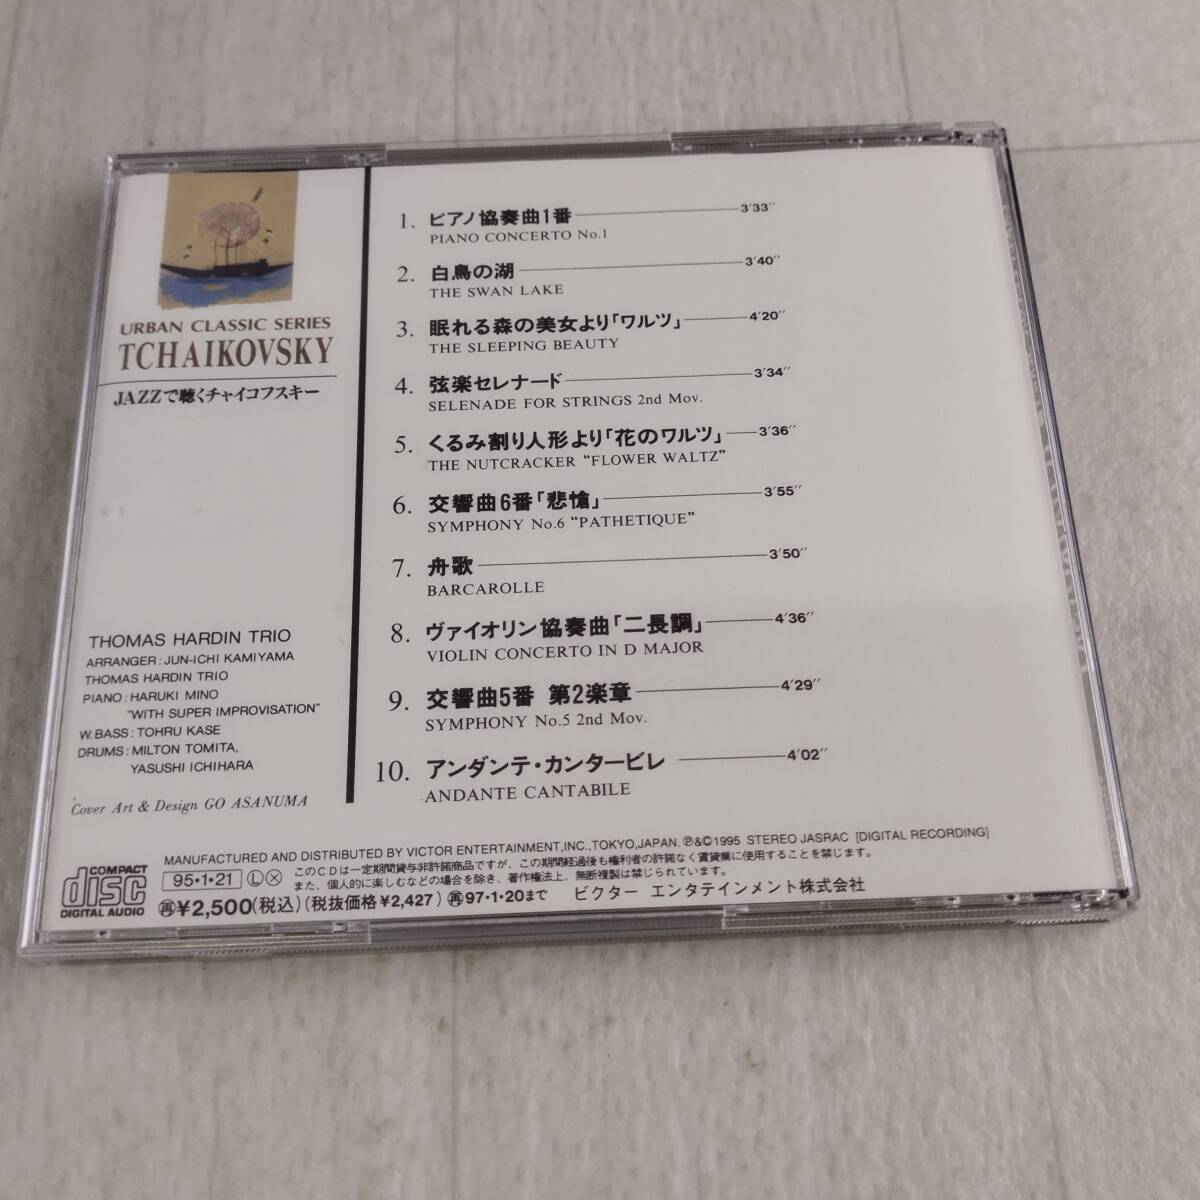 URBAN CLASSIC SERIES
TCHAIKOVSKY
JAZZで聴くチャイコフスキー
THOMAS HARDIN TRIO
ARRANGER:JUN-ICHI KAMIYAMA
THOMAS HARDIN TRIO
PIANO:HARUKI MINO
"WITH SUPER IMPROVISATION"
W.BASS:TOHRU KASE
DRUMS:MILTON TOMITA,
YASUSHI ICHIHARA
Cover Art & Design GO ASANUMA
1. ピアノ協奏曲1番 3'33''
PIANO CONCERTO No.1
2. 白鳥の湖 3'40''
THE SWAN LAKE
3. 眠れる森の美女より「ワルツ」 4'20''
THE SLEEPING BEAUTY
4. 弦楽セレナード 3'34''
SELENADE FOR STRINGS 2nd Mov.
5. くるみ割り人形より「花のワルツ」 3'36''
THE NUTCRACKER “FLOWER WALTZ”
6. 交響曲6番「悲愴」 3'55''
SYMPHONY No.6 “PATHETIQUE”
7. 舟歌 3'50''
BARCAROLLE
8. ヴァイオリン協奏曲「二長調」 4'36''
VIOLIN CONCERTO IN D MAJOR
9. 交響曲5番 第2楽章 4'29''
SYMPHONY No.5 2nd Mov.
10. アンダンテ・カンタービレ 4'02''
ANDANTE CANTABILE
MANUFACTURED AND DISTRIBUTED BY VICTOR ENTERTAINMENT,INC.,TOKYO,JAPAN. ℗&©1995 STEREO JASRAC [DIGITAL RECORDING]
COMPACT
disc
DIGITAL AUDIO
95・1・21 Ⓛ Ⓧ このCDは一定期間貸与非許諾商品ですが、この期間経過後も権利者の許諾なく賃貸業に使用することを禁じます。
また、個人的に楽しむなどの場合を除き、著作権法上、無断複製は禁じられています。
㊢¥2,500(税込)(税抜価格¥2,427) ㊢97・1・20まで ビクター エンタテインメント株式会社